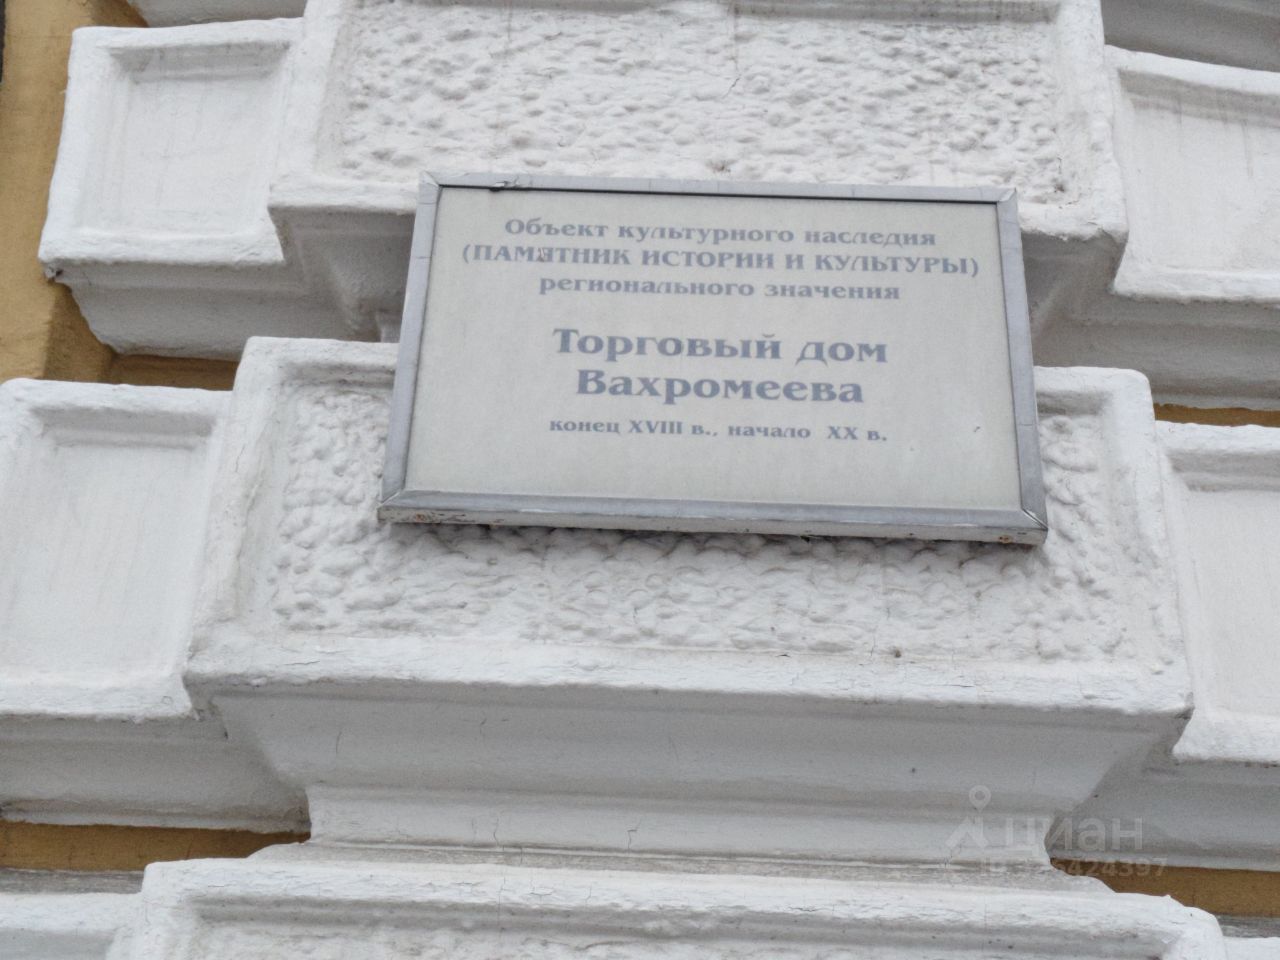 Объект культурного наследия
(ПАМЯТНИК ИСТОРИИ И КУЛЬТУРЫ)
регионального значения
Торговый дом
Вахромеева
конец XVIII в., начало XX в.
циан